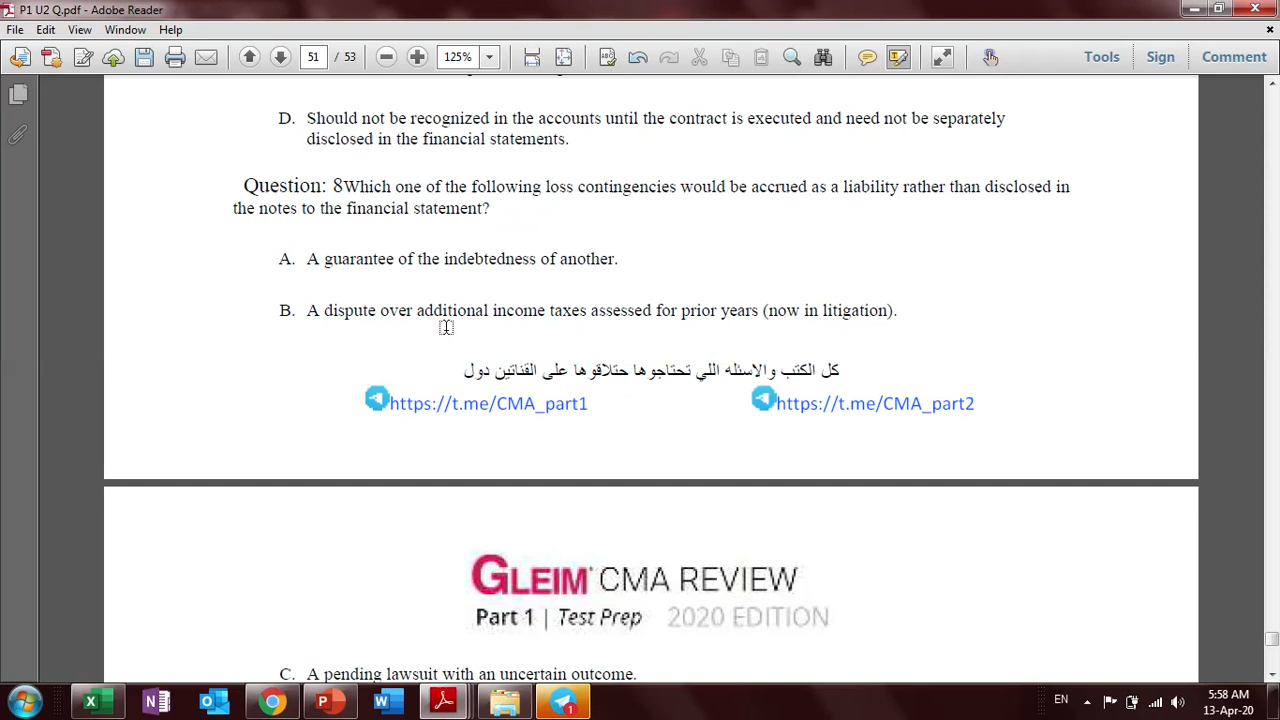 P1 U2 Q.pdf - Adobe Reader
File Edit View Window Help
51 / 53 125% Tools Sign Comment
D. Should not be recognized in the accounts until the contract is executed and need not be separately
disclosed in the financial statements.
Question: 8Which one of the following loss contingencies would be accrued as a liability rather than disclosed in
the notes to the financial statement?
A. A guarantee of the indebtedness of another.
B. A dispute over additional income taxes assessed for prior years (now in litigation).
كل الكتب والاسئله اللي تحتاجوها حتلاقوها على القناتين دول
https://t.me/CMA_part1 https://t.me/CMA_part2
GLEIM CMA REVIEW
Part 1 | Test Prep 2020 EDITION
C. A pending lawsuit with an uncertain outcome.
EN 5:58 AM
13-Apr-20